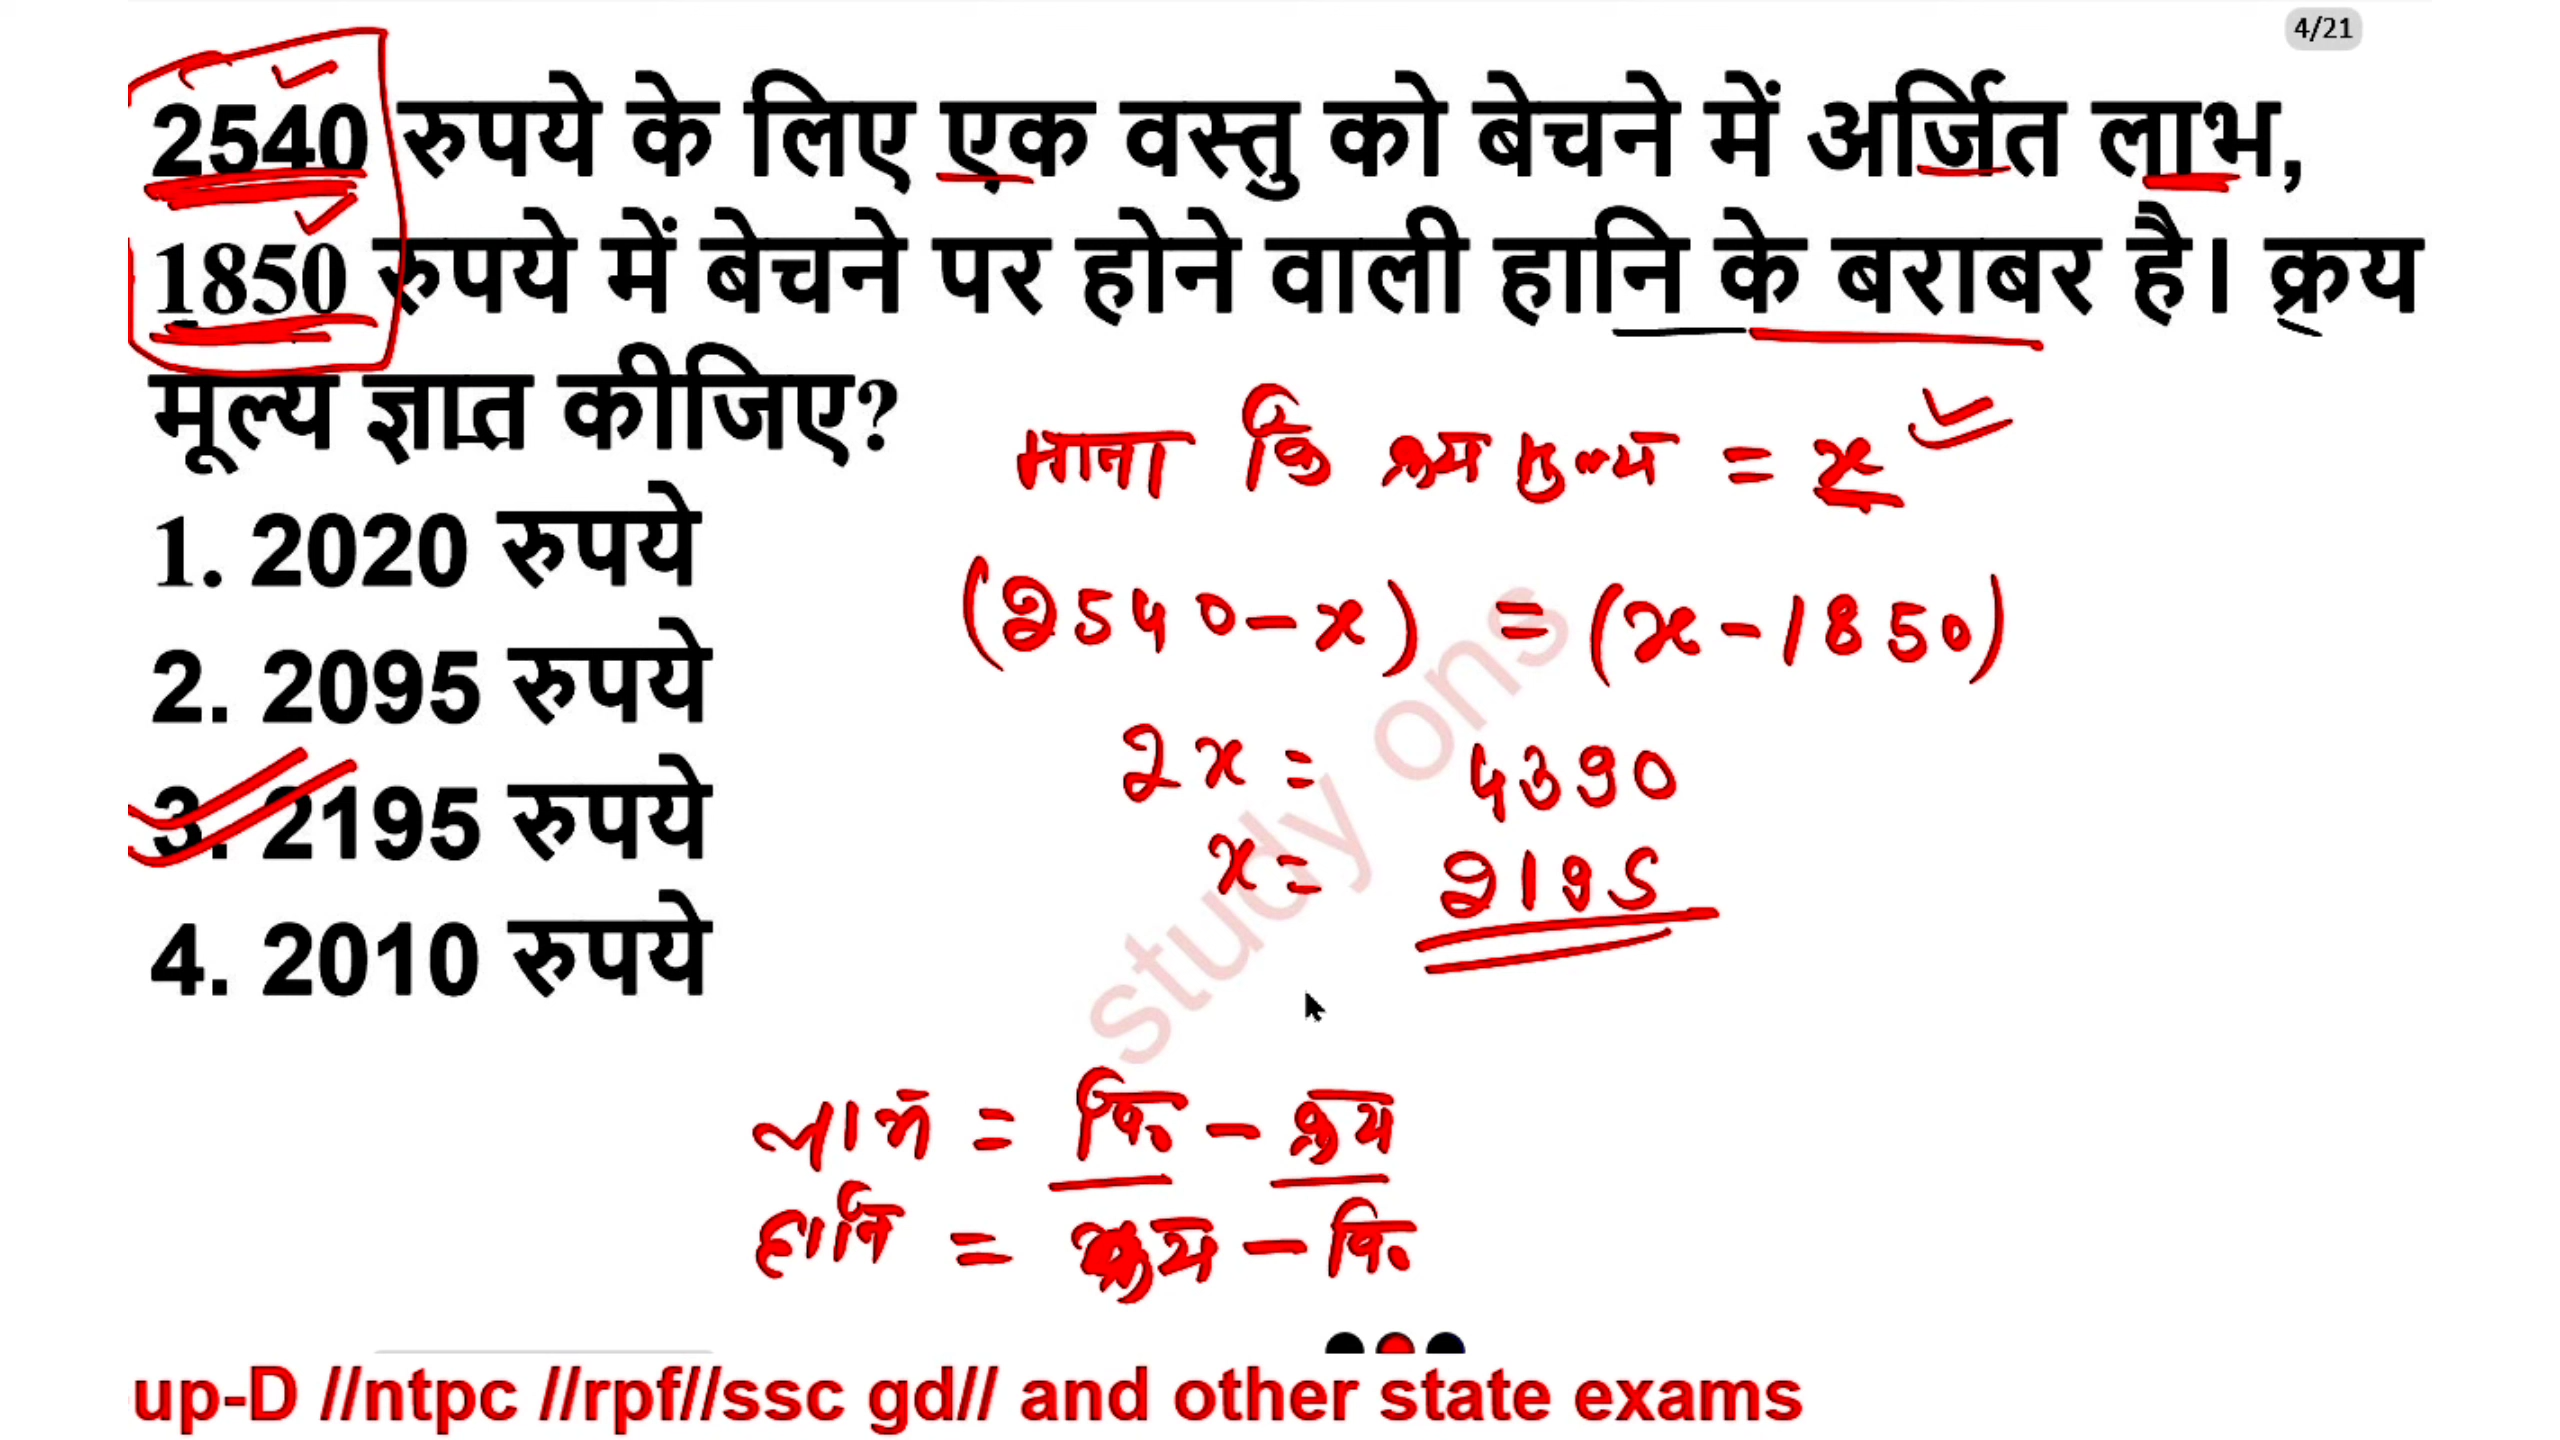 4/21
2540 रुपये के लिए एक वस्तु को बेचने में अर्जित लाभ,
1850 रुपये में बेचने पर होने वाली हानि के बराबर है। क्रय
मूल्य ज्ञात कीजिए?
माना कि क्रय मुल्य = x
1. 2020 रुपये
(2540-x) = (x-1850)
2. 2095 रुपये
2x = 4390
3. 2195 रुपये
x = 2195
4. 2010 रुपये
study ons
लाभ = वि० - क्रय
हानि = क्रय - वि०
up-D //ntpc //rpf//ssc gd// and other state exams